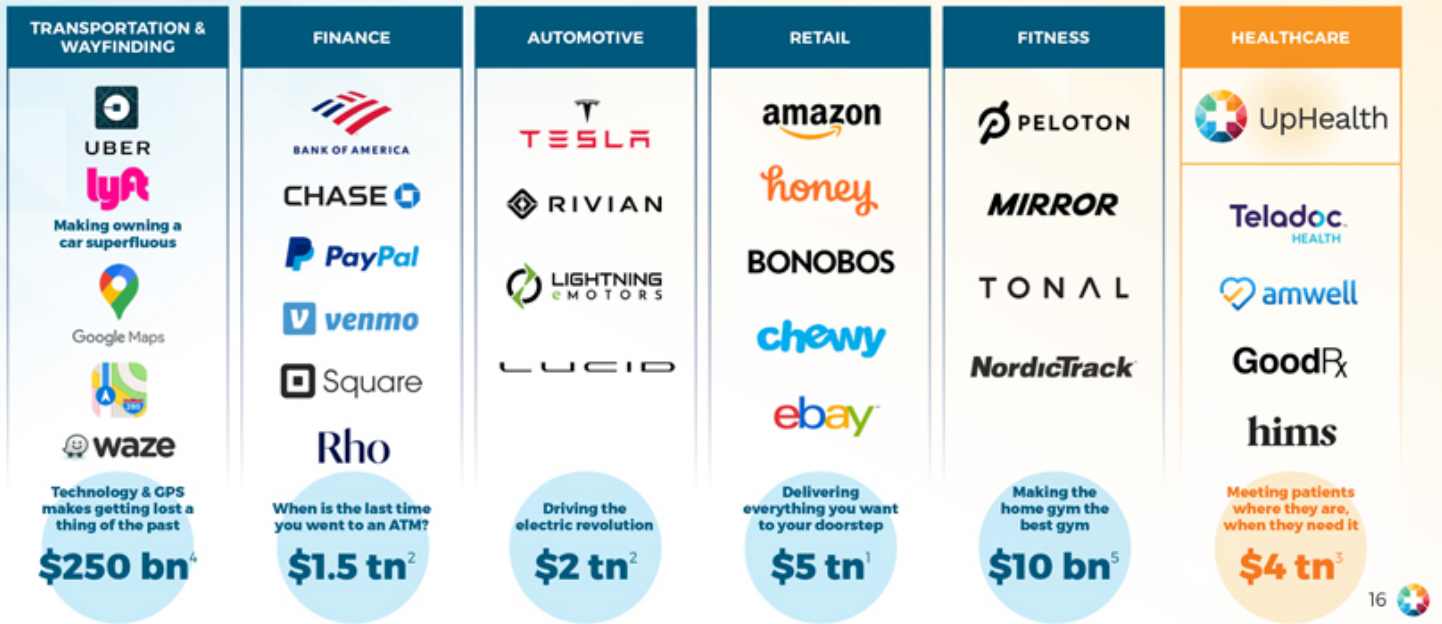 TRANSPORTATION &
WAYFINDING
UBER
lyft
Making owning a
car superfluous
Google Maps
280
waze
Technology & GPS
makes getting lost a
thing of the past
$250 bn4
FINANCE
BANK OF AMERICA
CHASE
PayPal
V venmo
Square
Rho
When is the last time
you went to an ATM?
$1.5 tn2
AUTOMOTIVE
TESLA
RIVIAN
LIGHTNING
eMOTORS
LUCID
Driving the
electric revolution
$2 tn2
RETAIL
amazon
honey
BONOBOS
chewy
ebay™
Delivering
everything you want
to your doorstep
$5 tn1
FITNESS
PELOTON
MIRROR
TONAL
NordicTrack
Making the
home gym the
best gym
$10 bn5
HEALTHCARE
UpHealth
Teladoc™
HEALTH
amwell
GoodRx
hims
Meeting patients
where they are,
when they need it
$4 tn3
16